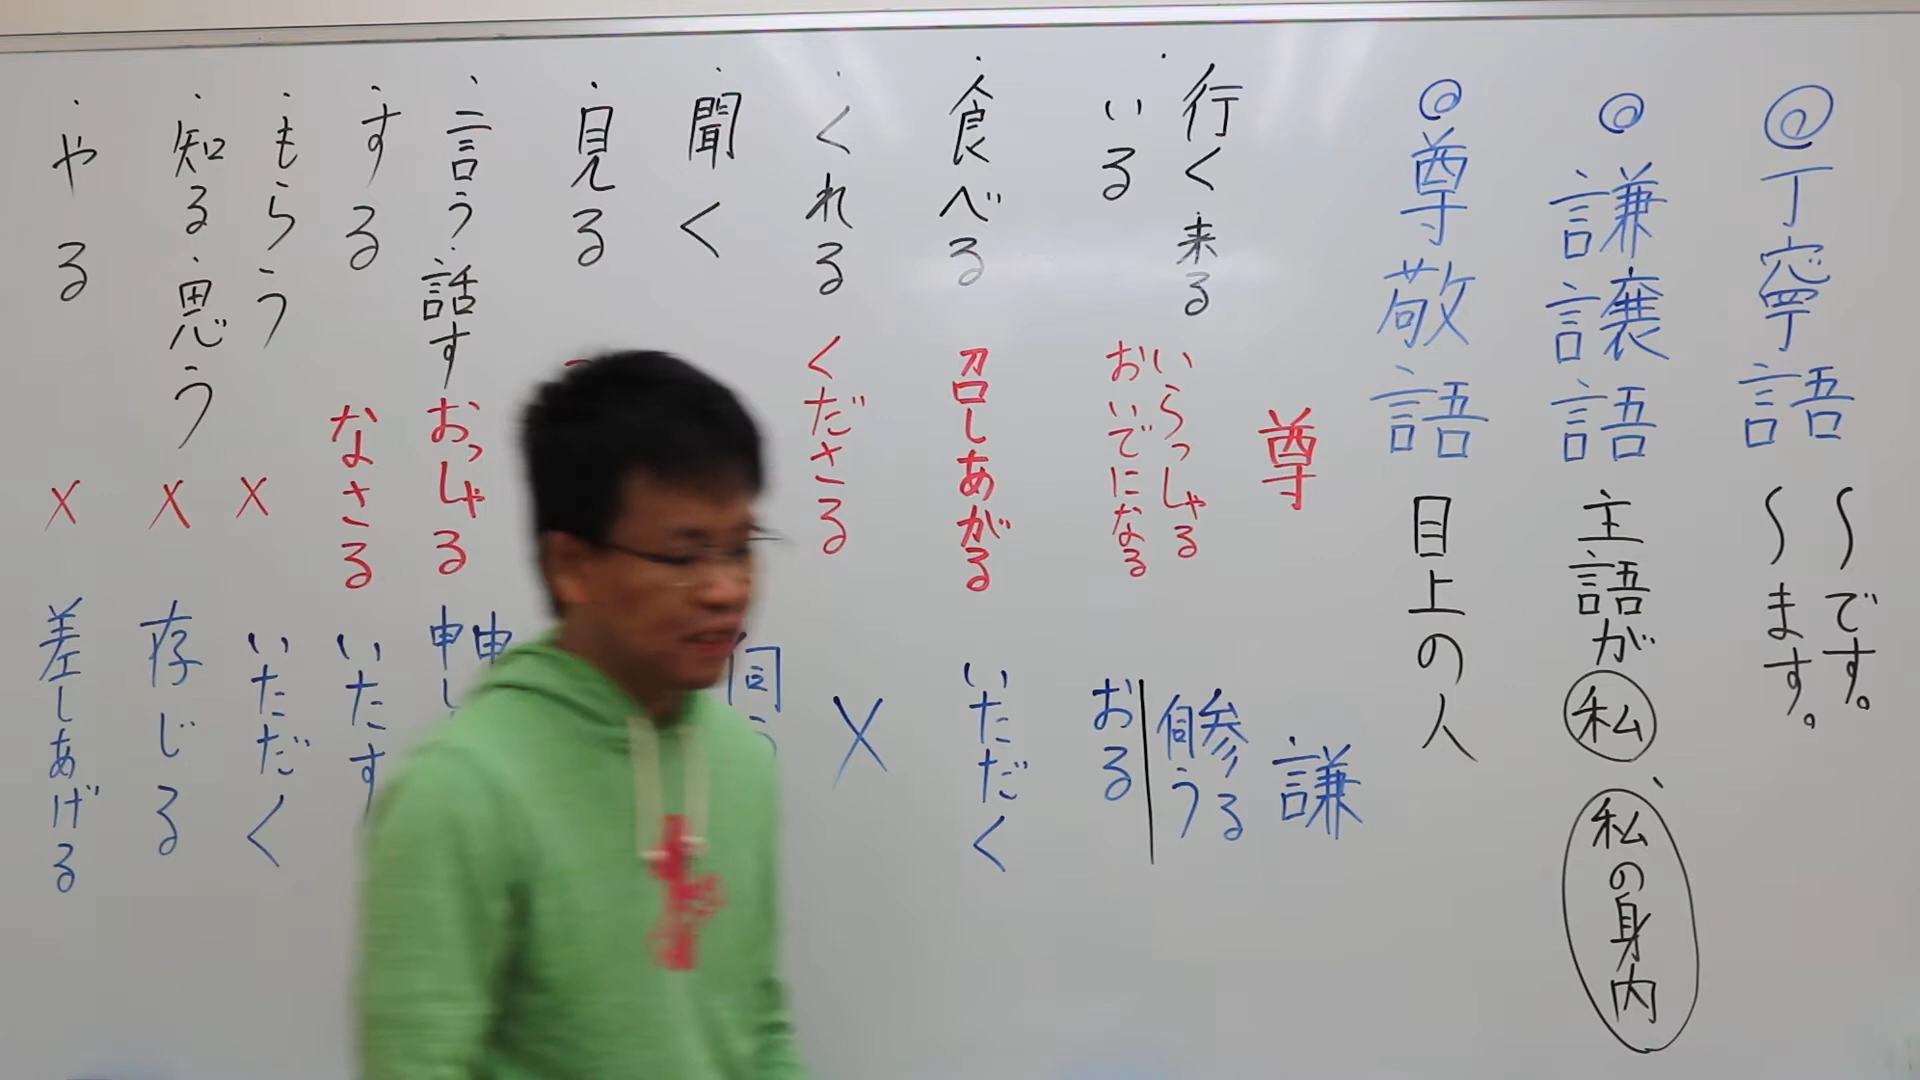 ◎丁寧語 〜です。
〜ます。
◎謙譲語 主語が私、私の身内
◎尊敬語 目上の人
尊 謙
・行く 来る いらっしゃる 参る
伺う
・いる おいでになる おる
・食べる 召しあがる いただく
・くれる くださる ×
・聞く 伺う
・見る
・言う・話す おっしゃる 申
申し
・する なさる いたす
・もらう × いただく
・知る・思う × 存じる
・やる × 差しあげる